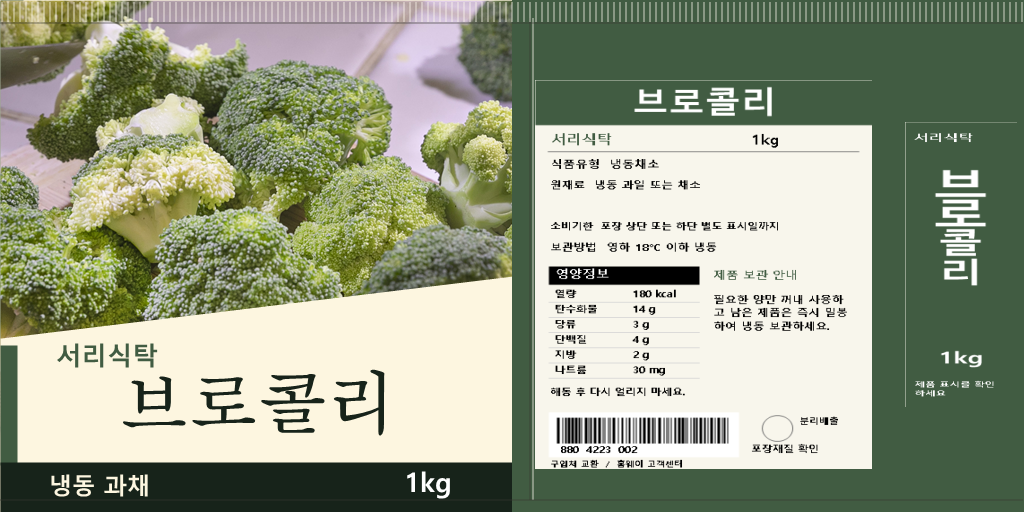 서리식탁
브로콜리
냉동 과채
1kg
브로콜리
서리식탁
1kg
식품유형 냉동채소
원재료 냉동 과일 또는 채소
소비기한 포장 상단 또는 하단 별도 표시일까지
보관방법 영하 18℃ 이하 냉동
영양정보
열량 180 kcal
탄수화물 14 g
당류 3 g
단백질 4 g
지방 2 g
나트륨 30 mg
제품 보관 안내
필요한 양만 꺼내 사용하
고 남은 제품은 즉시 밀봉
하여 냉동 보관하세요.
해동 후 다시 얼리지 마세요.
880 4223 002
구입처 교환 / 홈웨이 고객센터
분리배출
포장재질 확인
서리식탁
브로콜리
1kg
제품 표시를 확인
하세요